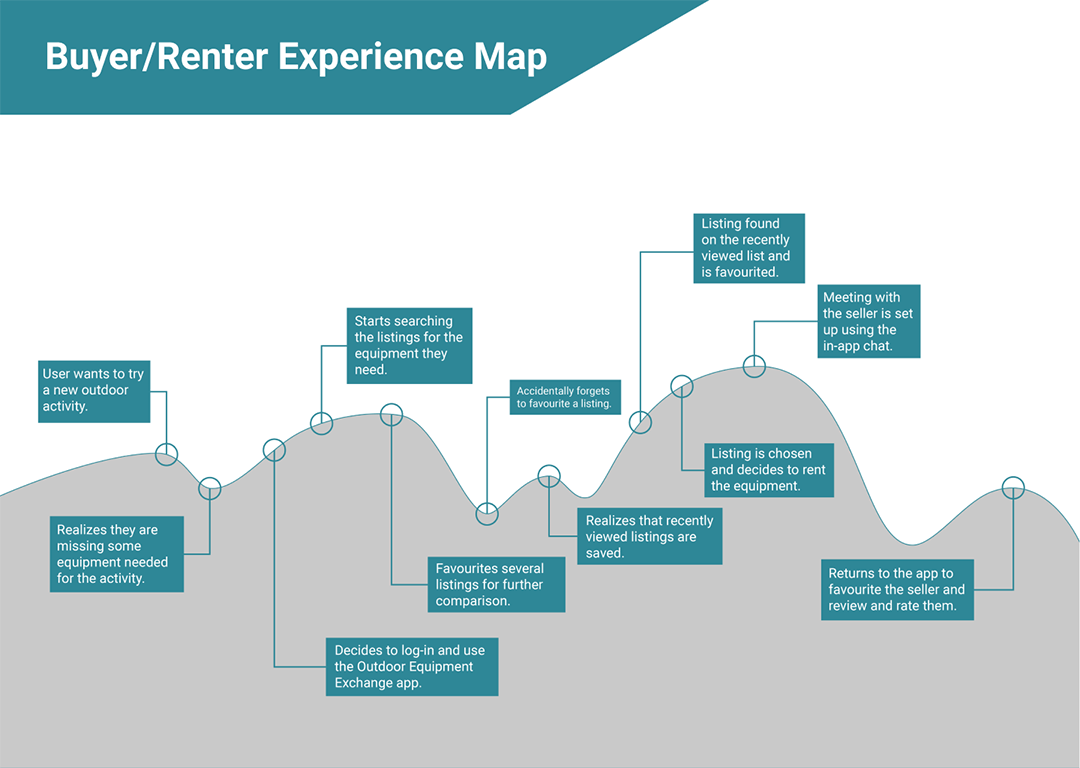 Buyer/Renter Experience Map
User wants to try
a new outdoor
activity.
Realizes they are
missing some
equipment needed
for the activity.
Decides to log-in and use
the Outdoor Equipment
Exchange app.
Starts searching
the listings for the
equipment they
need.
Favourites several
listings for further
comparison.
Accidentally forgets
to favourite a listing.
Realizes that recently
viewed listings are
saved.
Listing found
on the recently
viewed list and
is favourited.
Listing is chosen
and decides to rent
the equipment.
Meeting with
the seller is set
up using the
in-app chat.
Returns to the app to
favourite the seller and
review and rate them.